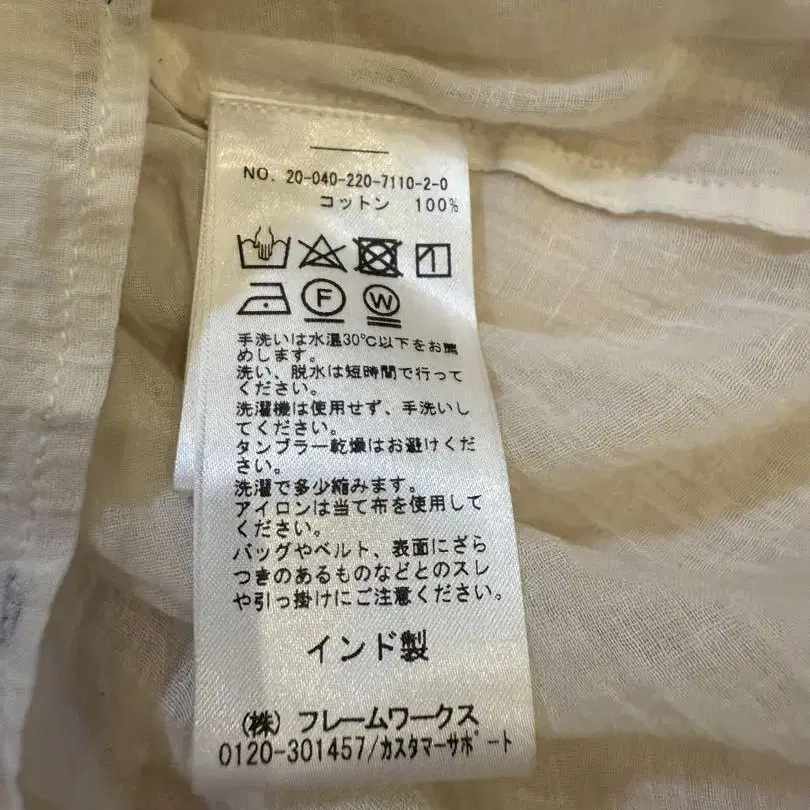 NO. 20-040-220-7110-2-0
コットン 100%
F
W
手洗いは水温30℃以下をお薦
めします。
洗い、脱水は短時間で行って
ください。
洗濯機は使用せず、手洗いし
てください。
タンブラー乾燥はお避けくだ
さい。
洗濯で多少縮みます。
アイロンは当て布を使用して
ください。
バッグやベルト、表面にざら
つきのあるものなどとのスレ
や引っ掛けにご注意ください。
インド製
(株) フレームワークス
0120-301457/カスタマーサポート